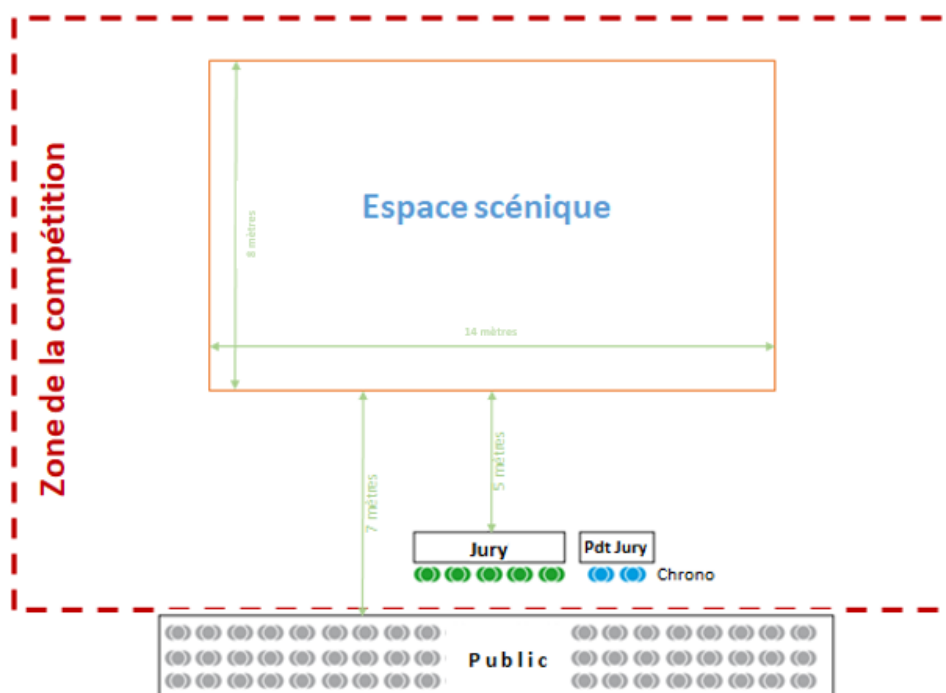 Zone de la compétition
Espace scénique
8 mètres
14 mètres
7 mètres
5 mètres
Jury
Pdt Jury
Chrono
Public